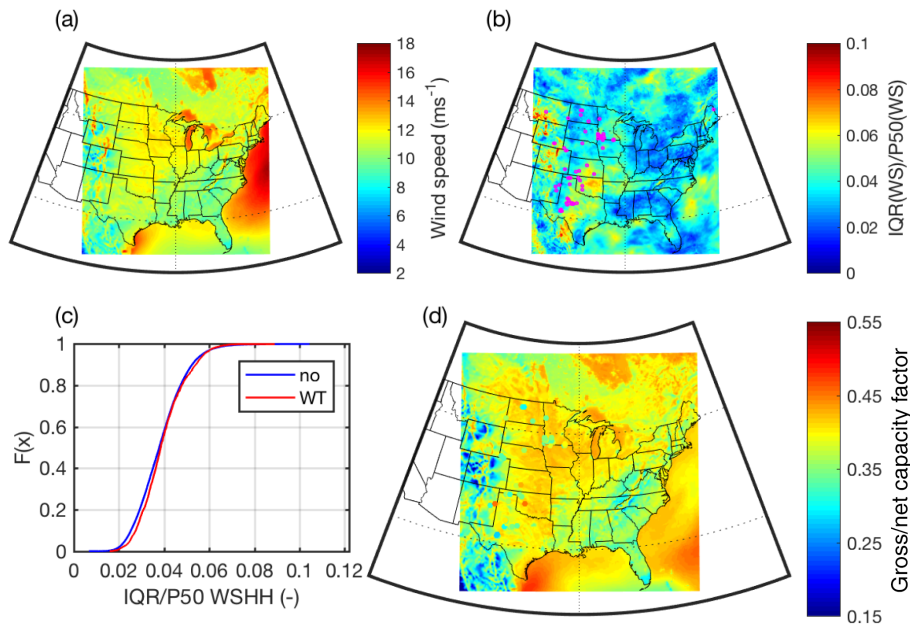 (a)
18
16
14
12
10
8
6
4
2
Wind speed (ms⁻¹)
(b)
0.1
0.08
0.06
0.04
0.02
0
IQR(WS)/P50(WS)
(c)
1
0.8
0.6
0.4
0.2
0
F(x)
no
WT
0 0.02 0.04 0.06 0.08 0.1 0.12
IQR/P50 WSHH (-)
(d)
0.55
0.45
0.35
0.25
0.15
Gross/net capacity factor